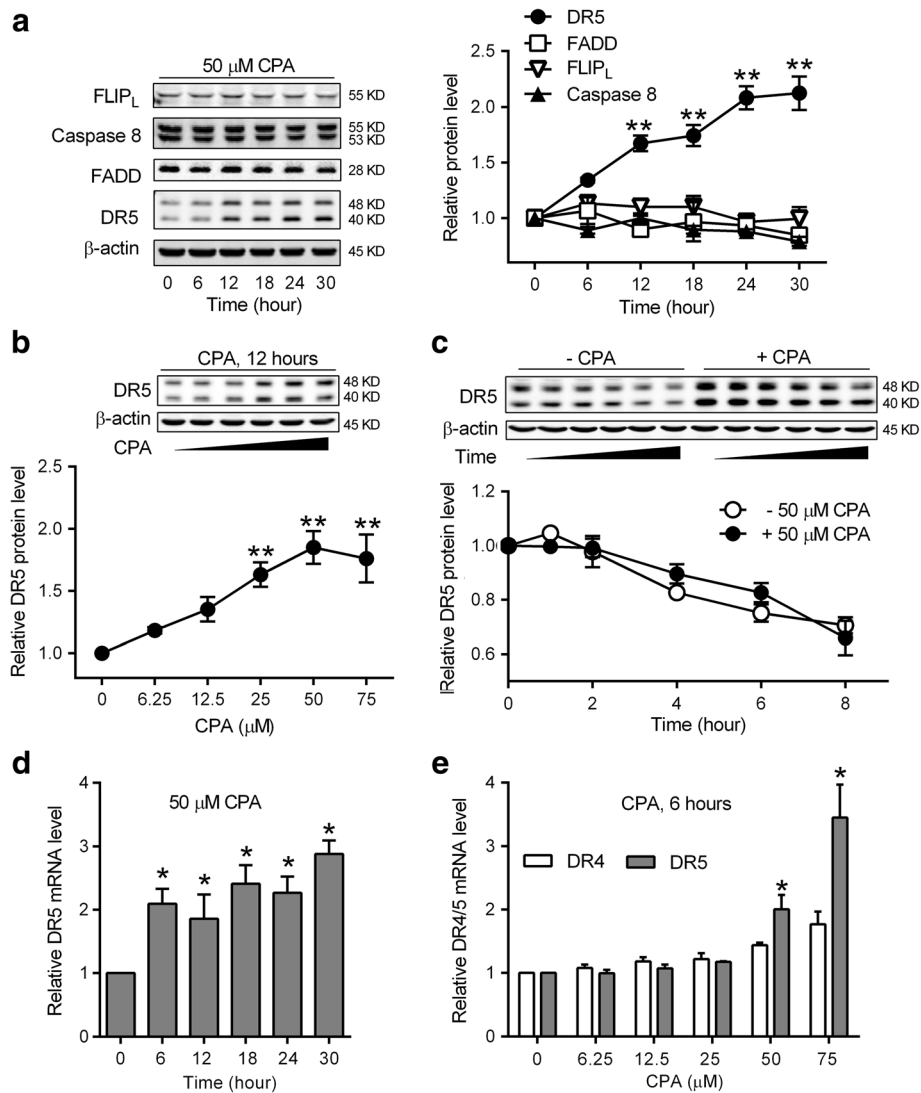 a
50 μM CPA
FLIPL
55 KD
Caspase 8
55 KD
53 KD
FADD
28 KD
DR5
48 KD
40 KD
β-actin
45 KD
0 6 12 18 24 30
Time (hour)
DR5
FADD
FLIPL
Caspase 8
Relative protein level
2.5
2.0
1.5
1.0
** ** ** **
0 6 12 18 24 30
Time (hour)
b
CPA, 12 hours
DR5
48 KD
40 KD
β-actin
45 KD
CPA
Relative DR5 protein level
2.5
2.0
1.5
1.0
** ** **
0 6.25 12.5 25 50 75
CPA (μM)
c
- CPA + CPA
DR5
48 KD
40 KD
β-actin
45 KD
Time
Relative DR5 protein level
1.2
1.0
0.8
0.6
- 50 μM CPA
+ 50 μM CPA
0 2 4 6 8
Time (hour)
d
50 μM CPA
Relative DR5 mRNA level
4
3
2
1
0
* * * * *
0 6 12 18 24 30
Time (hour)
e
CPA, 6 hours
DR4 DR5
Relative DR4/5 mRNA level
4
3
2
1
0
* *
0 6.25 12.5 25 50 75
CPA (μM)